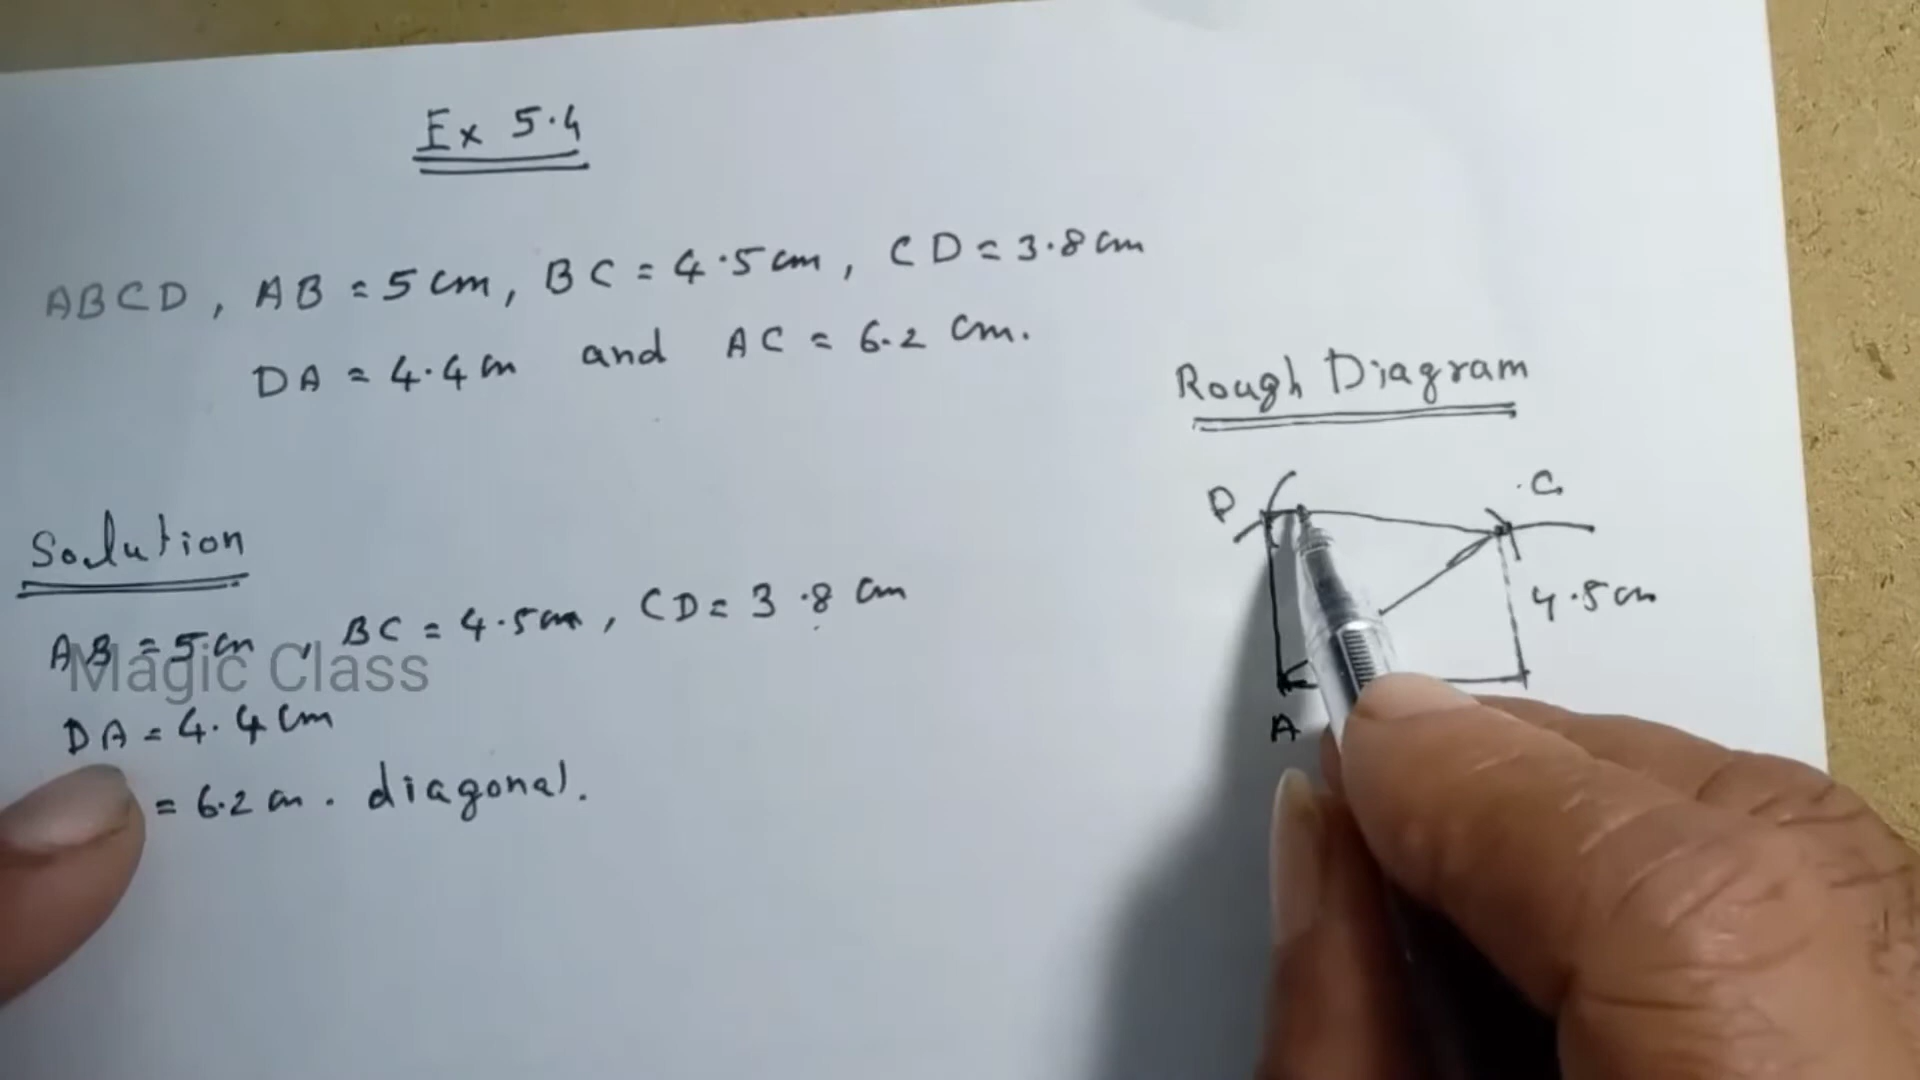 Ex 5.4
ABCD, AB = 5 cm, BC = 4.5 cm, CD = 3.8 cm
DA = 4.4 cm and AC = 6.2 cm.
Rough Diagram
D C
4.5 cm
A
Solution
AB = 5 cm, BC = 4.5 cm, CD = 3.8 cm
Magic Class
DA = 4.4 cm
= 6.2 cm. diagonal.